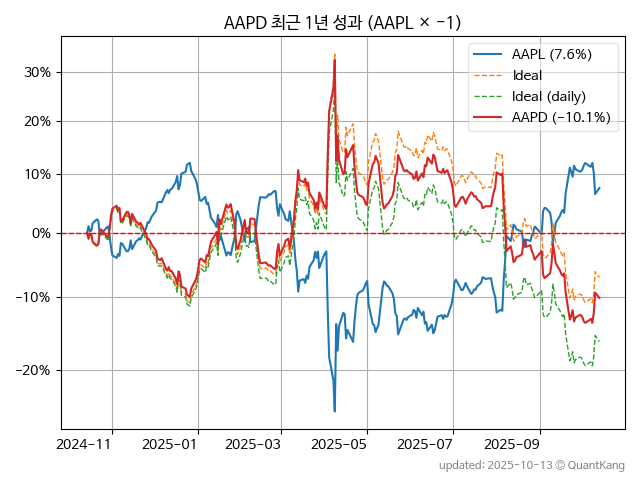 AAPD 최근 1년 성과 (AAPL × −1)
AAPL (7.6%)
Ideal
Ideal (daily)
AAPD (−10.1%)
30%
20%
10%
0%
−10%
−20%
2024-11
2025-01
2025-03
2025-05
2025-07
2025-09
updated: 2025-10-13 © QuantKang